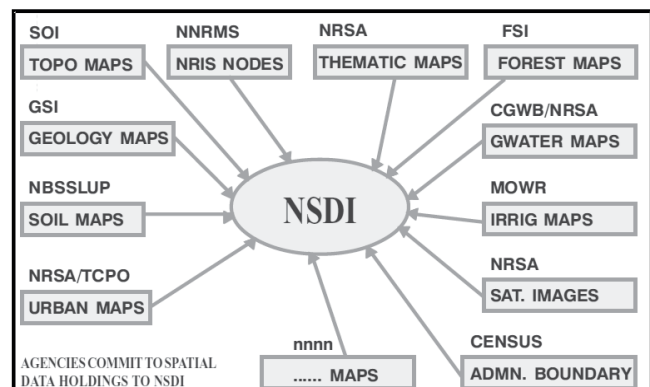 SOI
TOPO MAPS
NNRMS
NRIS NODES
NRSA
THEMATIC MAPS
FSI
FOREST MAPS
GSI
GEOLOGY MAPS
CGWB/NRSA
GWATER MAPS
NBSSLUP
SOIL MAPS
NSDI
MOWR
IRRIG MAPS
NRSA/TCPO
URBAN MAPS
NRSA
SAT. IMAGES
nnnn
...... MAPS
CENSUS
ADMN. BOUNDARY
AGENCIES COMMIT TO SPATIAL
DATA HOLDINGS TO NSDI